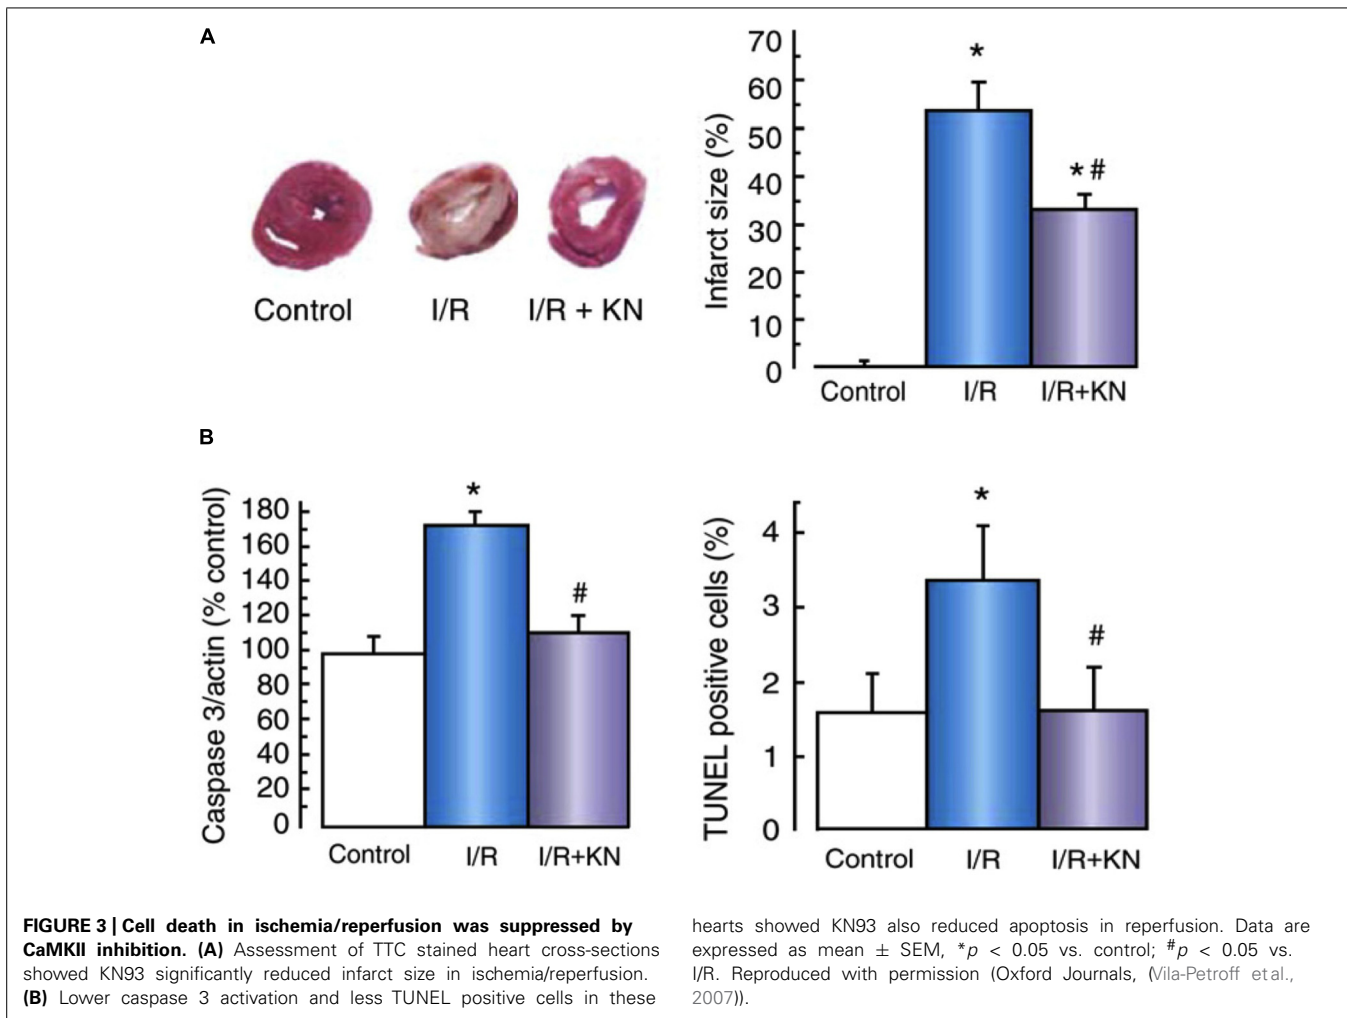 A
Control
I/R
I/R + KN
Infarct size (%)
70
60
50
40
30
20
10
0
*
* #
Control
I/R
I/R+KN
B
Caspase 3/actin (% control)
180
160
140
120
100
80
60
40
20
0
*
#
Control
I/R
I/R+KN
TUNEL positive cells (%)
4
3
2
1
0
*
#
Control
I/R
I/R+KN
FIGURE 3 | Cell death in ischemia/reperfusion was suppressed by
CaMKII inhibition. (A) Assessment of TTC stained heart cross-sections
showed KN93 significantly reduced infarct size in ischemia/reperfusion.
(B) Lower caspase 3 activation and less TUNEL positive cells in these
hearts showed KN93 also reduced apoptosis in reperfusion. Data are
expressed as mean ± SEM, *p < 0.05 vs. control; #p < 0.05 vs.
I/R. Reproduced with permission (Oxford Journals, (Vila-Petroff et al.,
2007)).